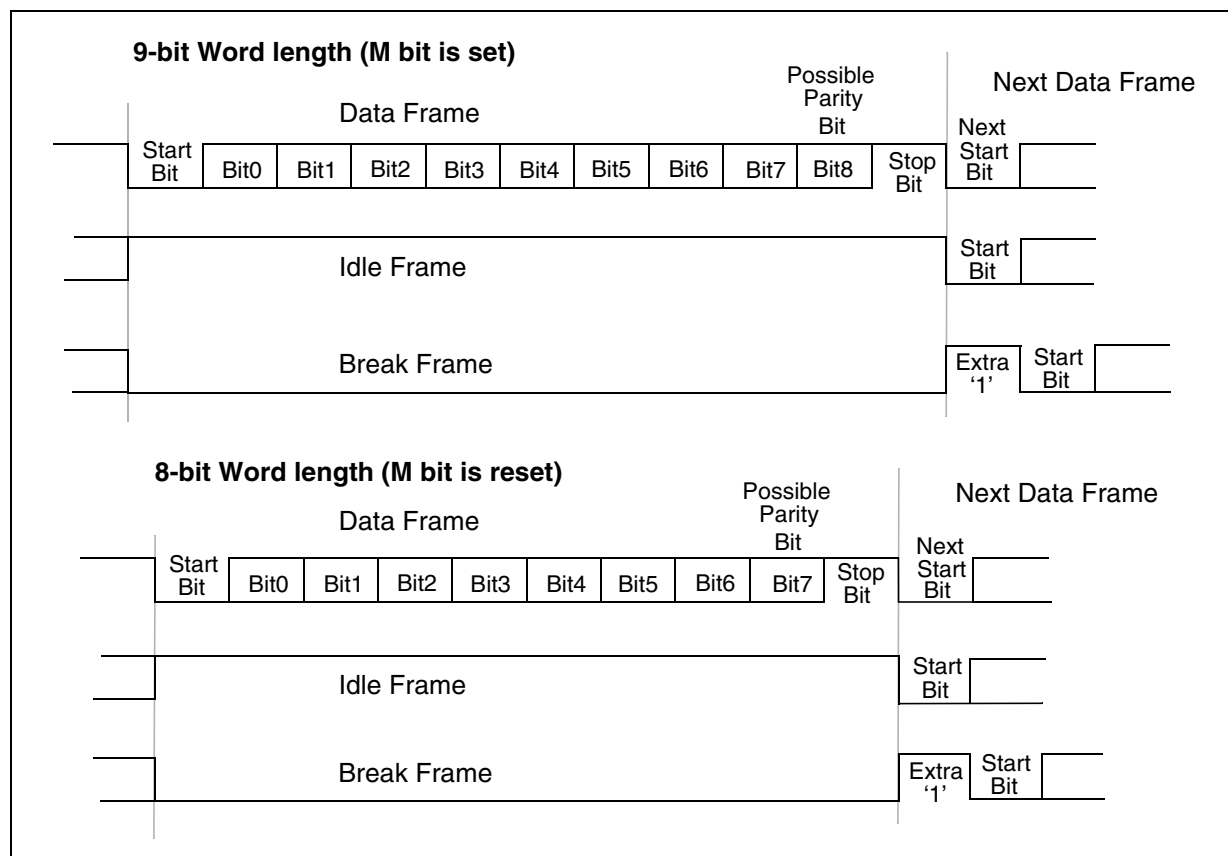 9-bit Word length (M bit is set)
Possible
Parity
Bit
Next Data Frame
Data Frame
Start
Bit
Bit0
Bit1
Bit2
Bit3
Bit4
Bit5
Bit6
Bit7
Bit8
Stop
Bit
Next
Start
Bit
Idle Frame
Start
Bit
Break Frame
Extra
‘1’
Start
Bit
8-bit Word length (M bit is reset)
Possible
Parity
Bit
Next Data Frame
Data Frame
Start
Bit
Bit0
Bit1
Bit2
Bit3
Bit4
Bit5
Bit6
Bit7
Stop
Bit
Next
Start
Bit
Idle Frame
Start
Bit
Break Frame
Extra
‘1’
Start
Bit